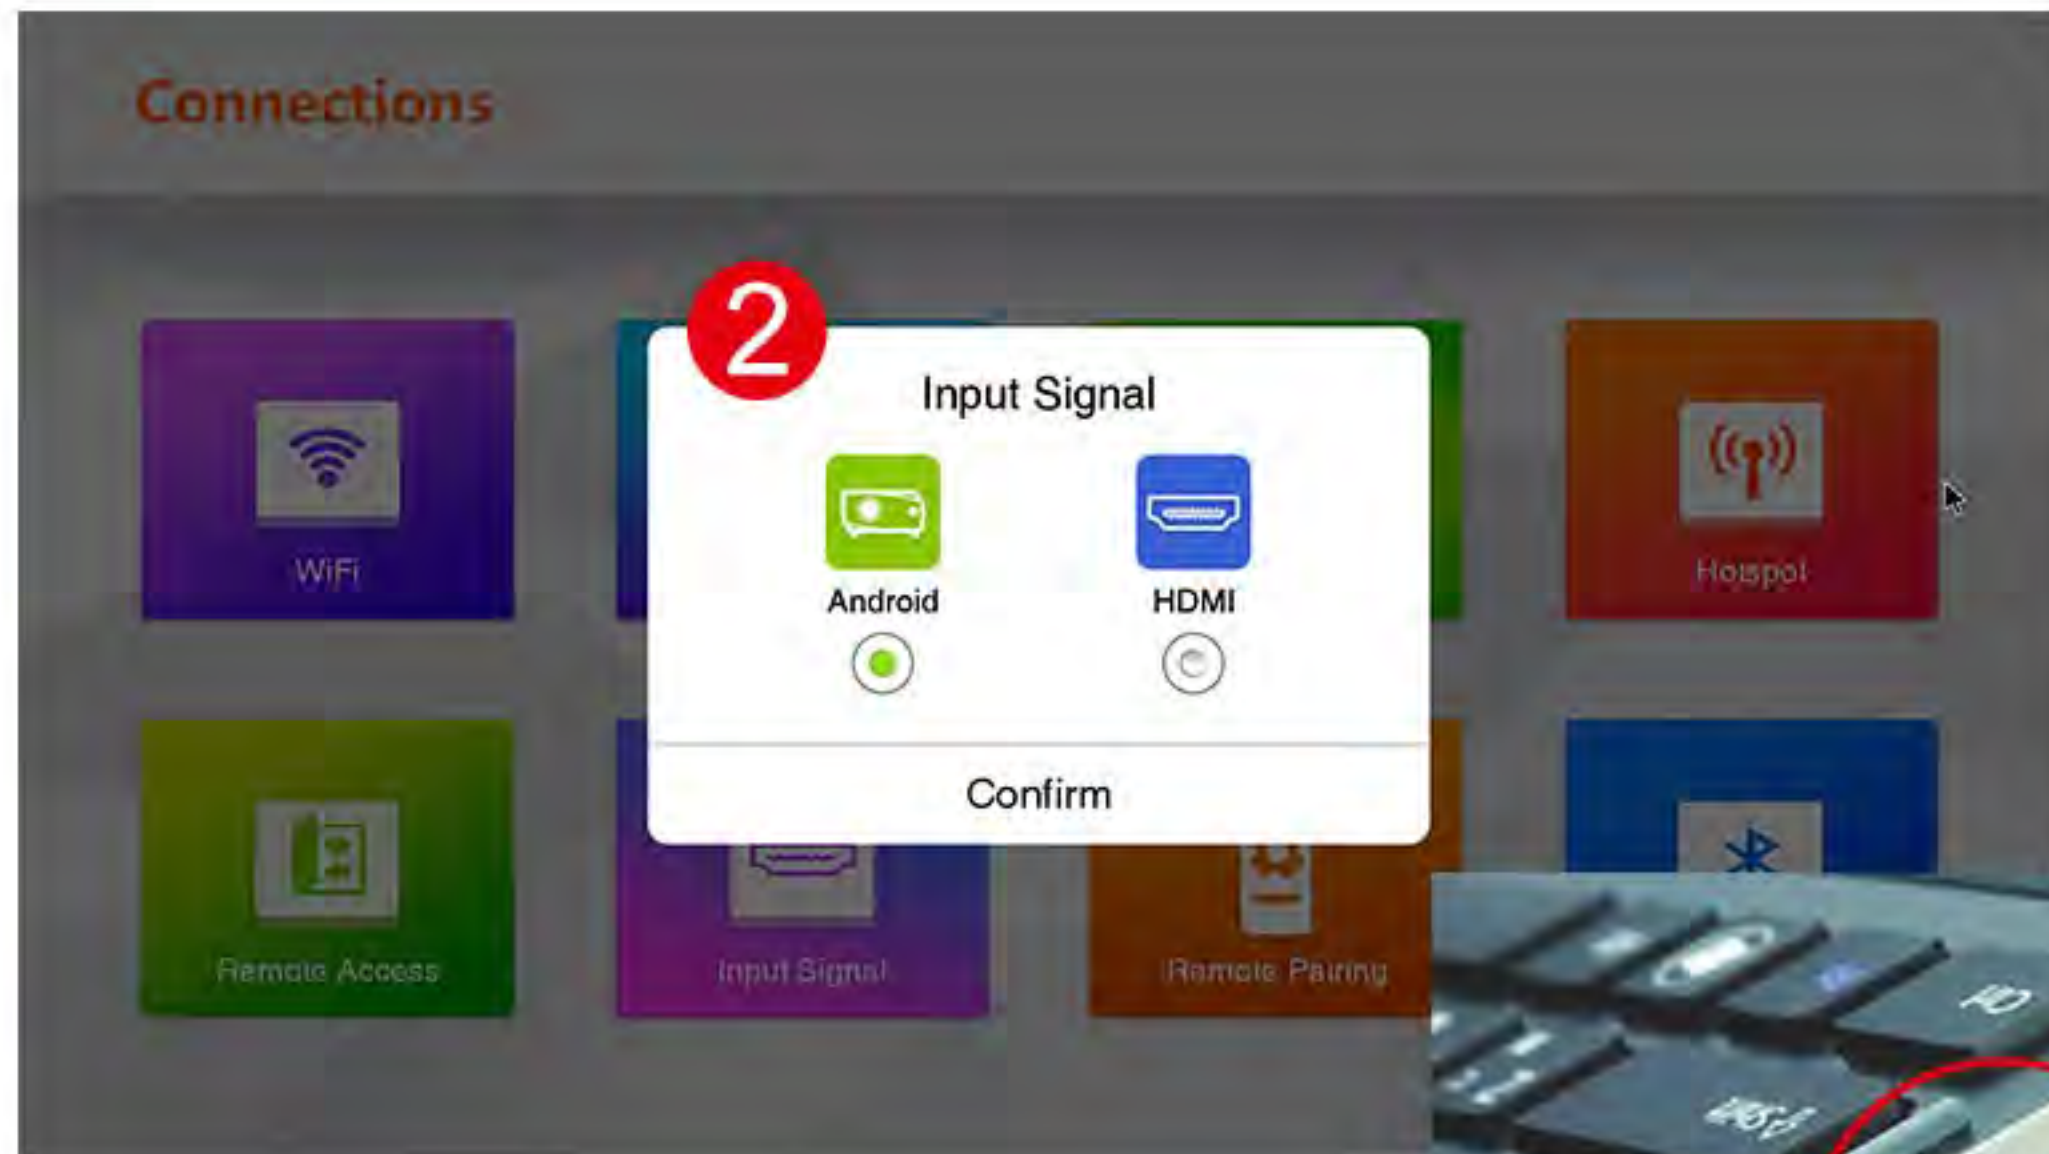 Connections
2
Input Signal
WiFi
Android
HDMI
Hotspot
Confirm
Remote Access
Input Signal
Remote Pairing